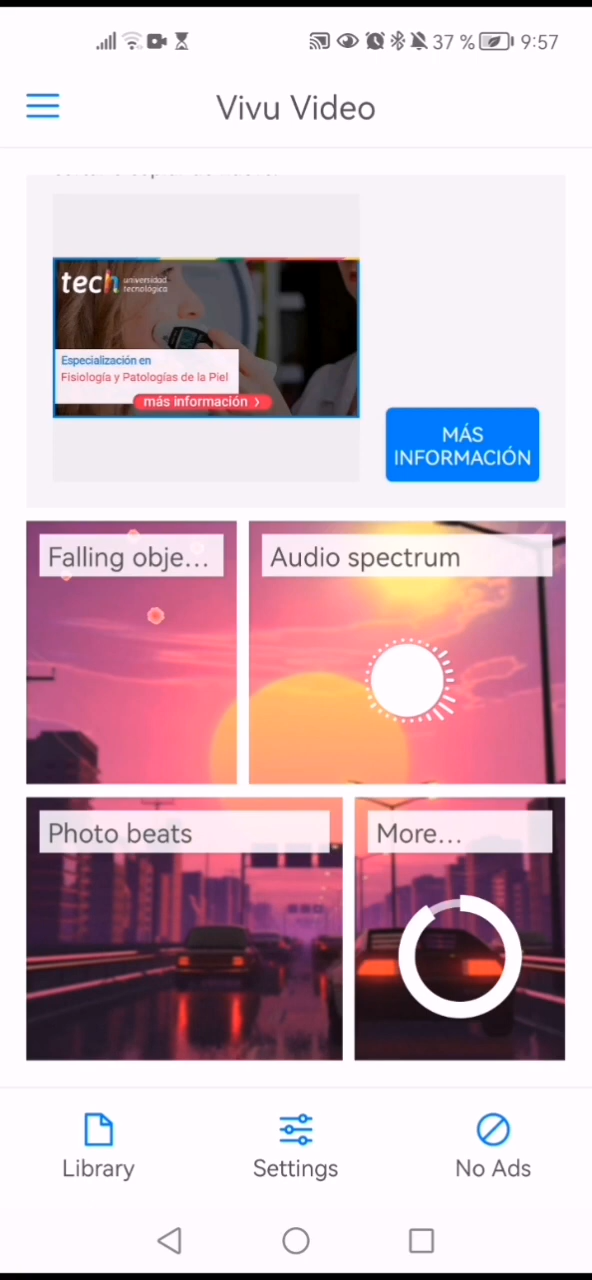 37 % 9:57
Vivu Video
tech universidad
tecnológica
Especialización en
Fisiología y Patologías de la Piel
más información
MÁS
INFORMACIÓN
Falling obje...
Audio spectrum
Photo beats
More...
Library
Settings
No Ads